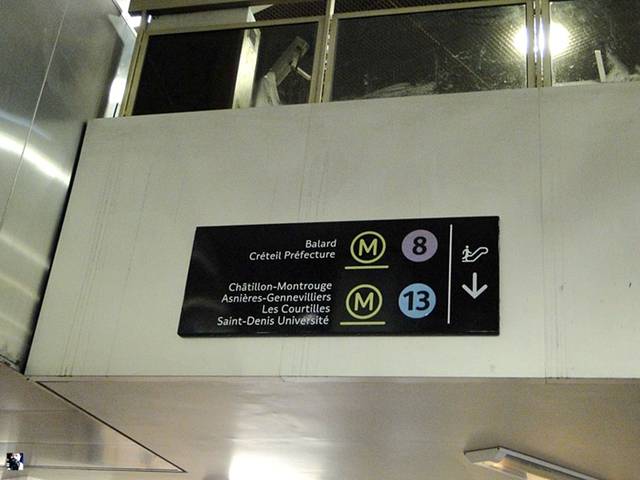 Balard
Créteil Préfecture
M 8
Châtillon-Montrouge
Asnières-Gennevilliers
Les Courtilles
Saint-Denis Université
M 13